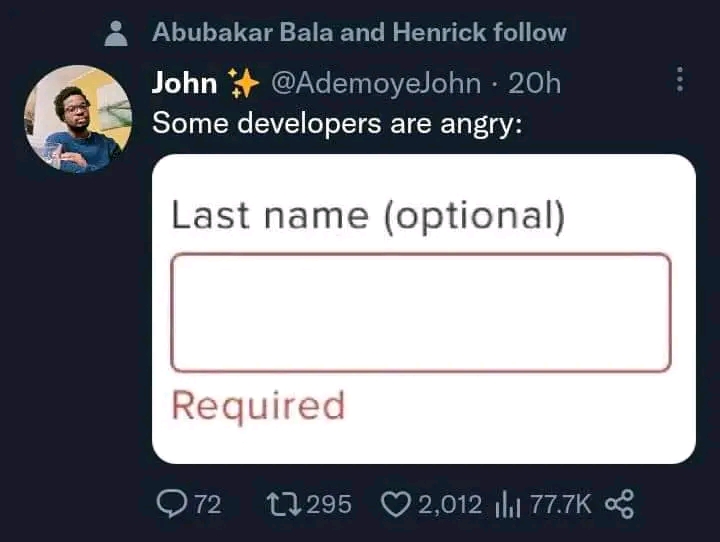 Abubakar Bala and Henrick follow
John ✨ @AdemoyeJohn · 20h
Some developers are angry:
Last name (optional)
Required
72 295 2,012 77.7K